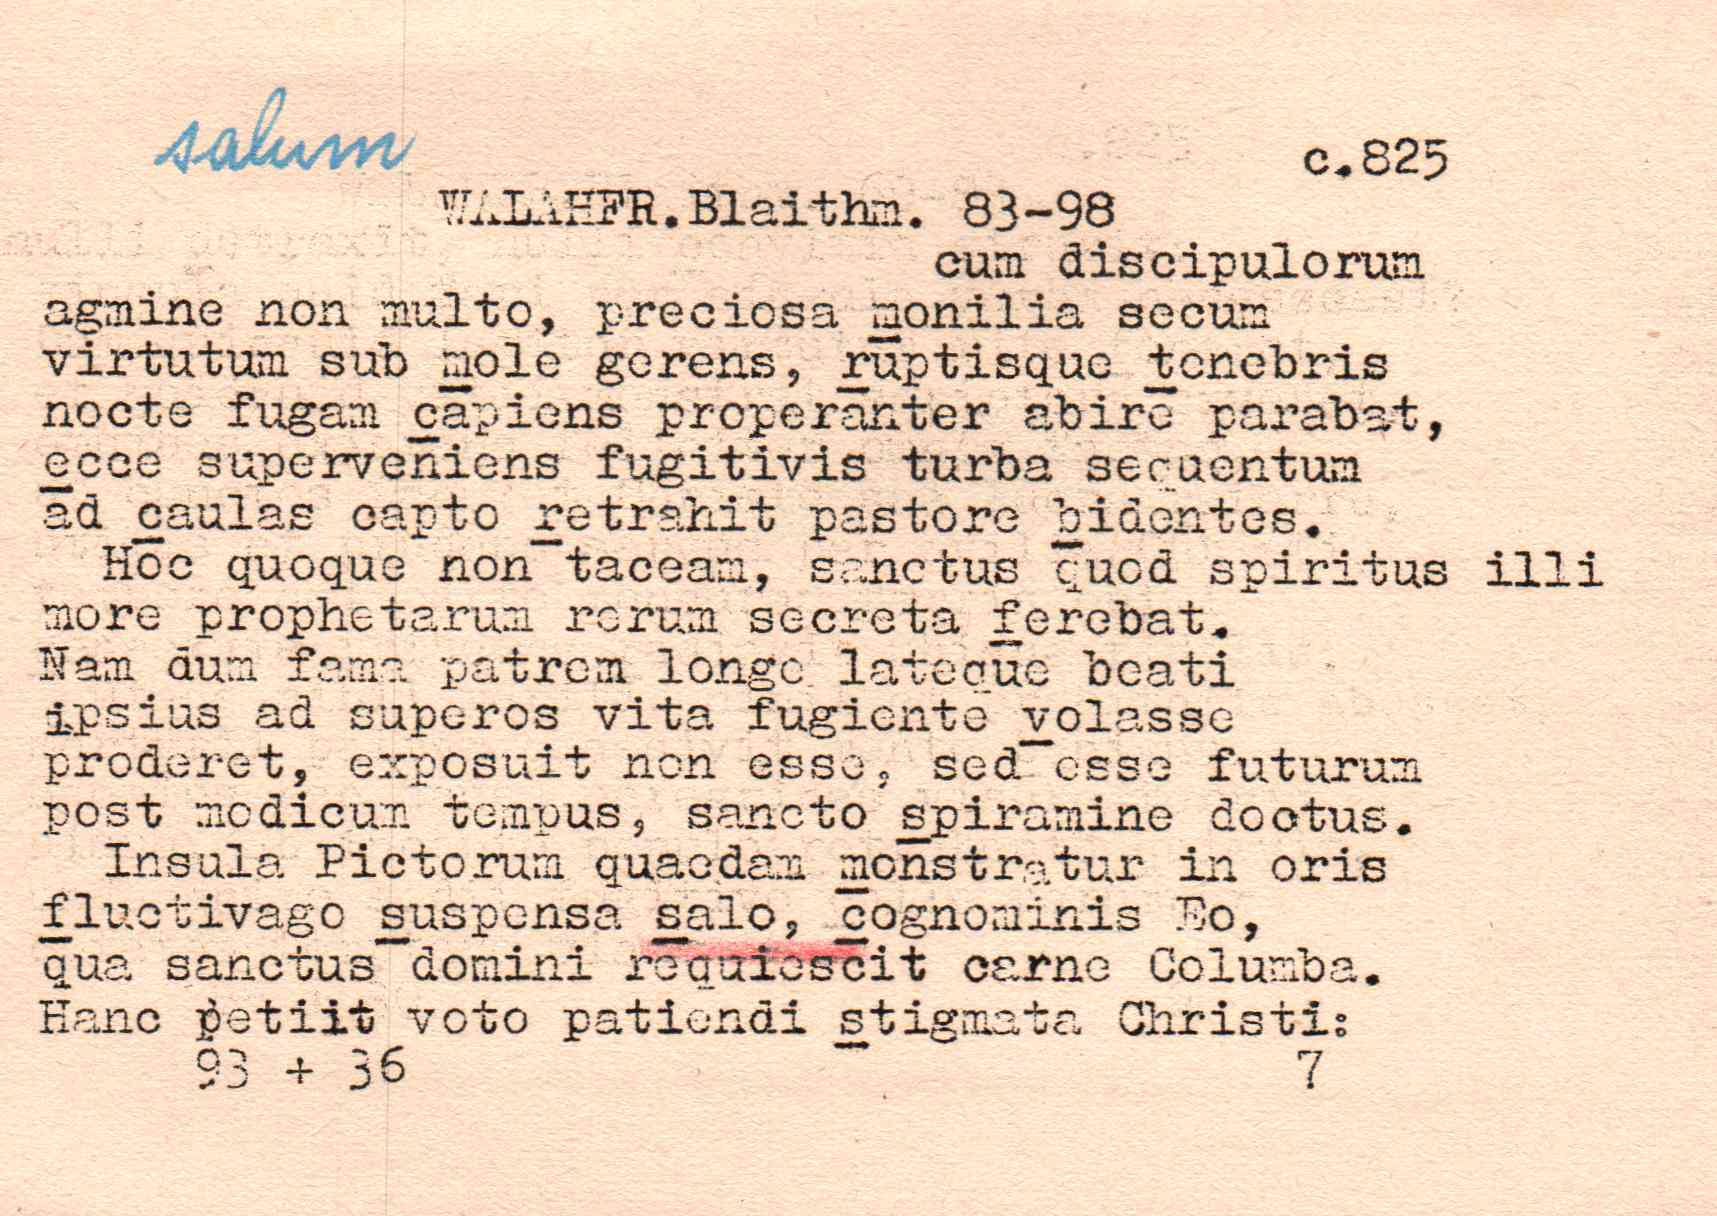 salum
c.825
WALAHFR.Blaithm. 83-98
cum discipulorum
agmine non multo, preciosa monilia secum
virtutum sub mole gerens, ruptisque tenebris
nocte fugam capiens properanter abire parabat,
ecce superveniens fugitivis turba sequentum
ad caulas capto retrahit pastore bidentes.
Hoc quoque non taceam, sanctus quod spiritus illi
more prophetarum rerum secreta ferebat.
Nam dum fama patrem longe lateque beati
ipsius ad superos vita fugiente volasse
proderet, exposuit non esse, sed esse futurum
post modicum tempus, sancto spiramine doctus.
Insula Pictorum quaedam monstratur in oris
fluctivago suspensa salo, cognominis Eo,
qua sanctus domini requiescit carne Columba.
Hanc petiit voto patiendi stigmata Christi:
93 + 36 7